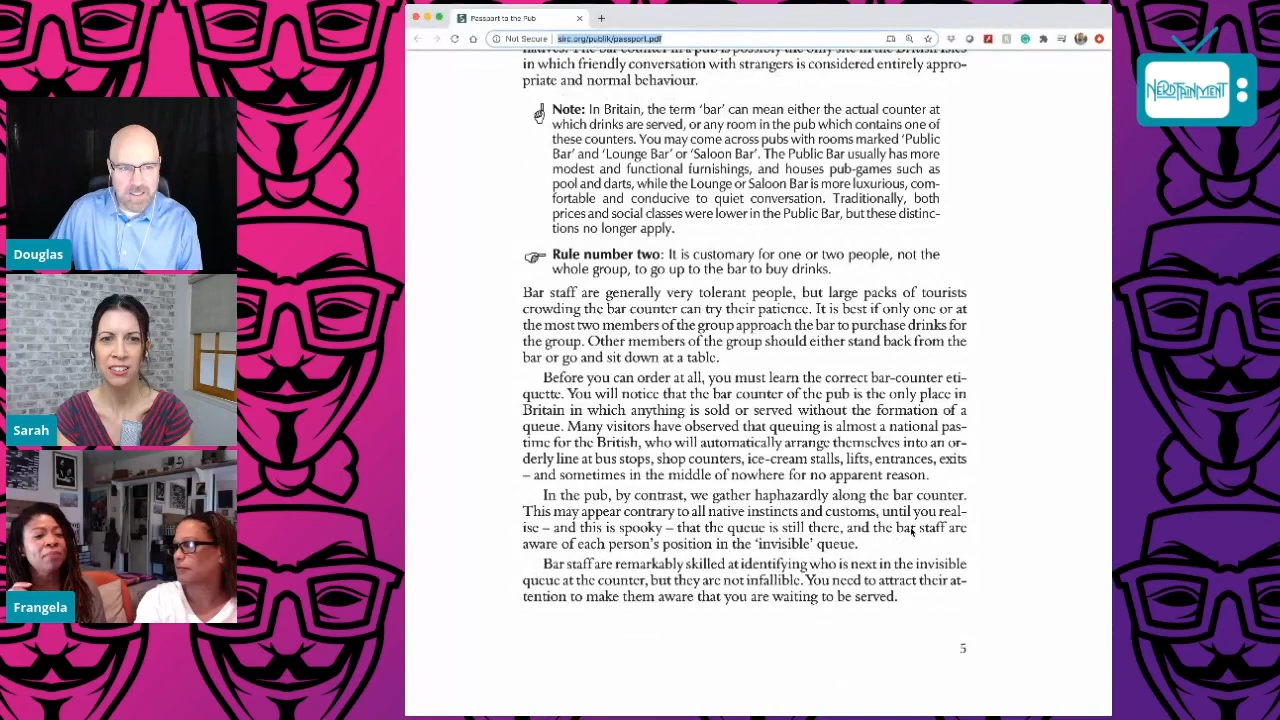 Passport to the Pub
Not Secure | sirc.org/publik/passport.pdf
NERDTAINMENT
natives. The bar counter in a pub is possibly the only site in the British Isles
in which friendly conversation with strangers is considered entirely appro-
priate and normal behaviour.
Note: In Britain, the term ‘bar’ can mean either the actual counter at
which drinks are served, or any room in the pub which contains one of
these counters. You may come across pubs with rooms marked ‘Public
Bar’ and ‘Lounge Bar’ or ‘Saloon Bar’. The Public Bar usually has more
modest and functional furnishings, and houses pub-games such as
pool and darts, while the Lounge or Saloon Bar is more luxurious, com-
fortable and conducive to quiet conversation. Traditionally, both
prices and social classes were lower in the Public Bar, but these distinc-
tions no longer apply.
Rule number two: It is customary for one or two people, not the
whole group, to go up to the bar to buy drinks.
Bar staff are generally very tolerant people, but large packs of tourists
crowding the bar counter can try their patience. It is best if only one or at
the most two members of the group approach the bar to purchase drinks for
the group. Other members of the group should either stand back from the
bar or go and sit down at a table.
Before you can order at all, you must learn the correct bar-counter eti-
quette. You will notice that the bar counter of the pub is the only place in
Britain in which anything is sold or served without the formation of a
queue. Many visitors have observed that queuing is almost a national pas-
time for the British, who will automatically arrange themselves into an or-
derly line at bus stops, shop counters, ice-cream stalls, lifts, entrances, exits
– and sometimes in the middle of nowhere for no apparent reason.
In the pub, by contrast, we gather haphazardly along the bar counter.
This may appear contrary to all native instincts and customs, until you real-
ise – and this is spooky – that the queue is still there, and the bar staff are
aware of each person’s position in the ‘invisible’ queue.
Bar staff are remarkably skilled at identifying who is next in the invisible
queue at the counter, but they are not infallible. You need to attract their at-
tention to make them aware that you are waiting to be served.
5
Douglas
Sarah
Frangela